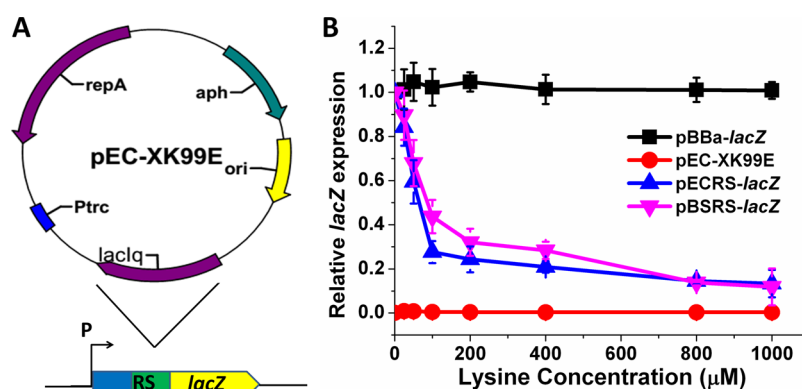 A
repA
aph
pEC-XK99E
ori
Ptrc
lacIq
P
RS
lacZ
B
Relative lacZ expression
1.2
1.0
0.8
0.6
0.4
0.2
0.0
pBBa-lacZ
pEC-XK99E
pECRS-lacZ
pBSRS-lacZ
0 200 400 600 800 1000
Lysine Concentration (μM)